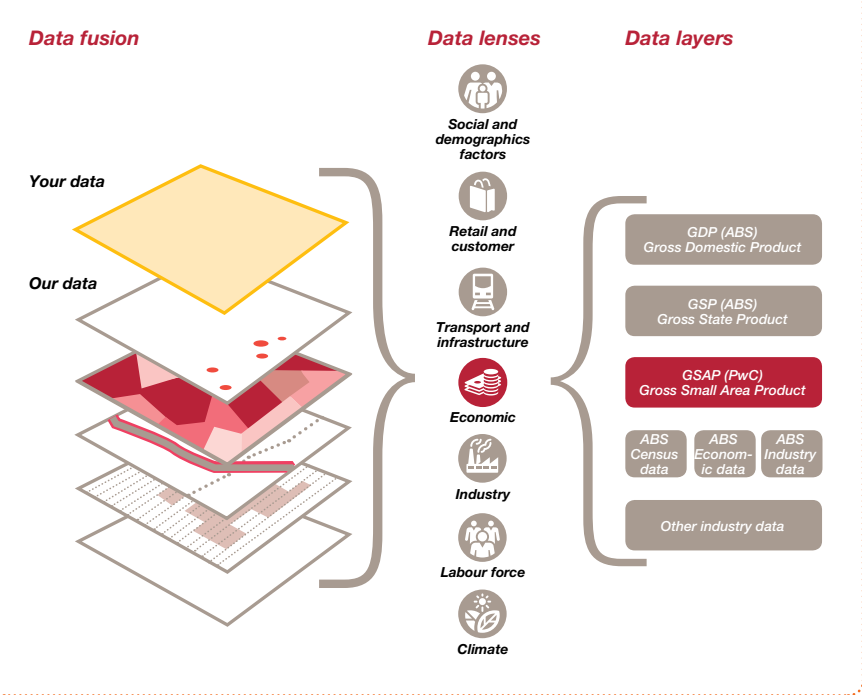 Data fusion
Data lenses
Data layers
Your data
Our data
Social and
demographics
factors
Retail and
customer
Transport and
infrastructure
Economic
Industry
Labour force
Climate
GDP (ABS)
Gross Domestic Product
GSP (ABS)
Gross State Product
GSAP (PwC)
Gross Small Area Product
ABS
Census
data
ABS
Econom-
ic data
ABS
Industry
data
Other industry data